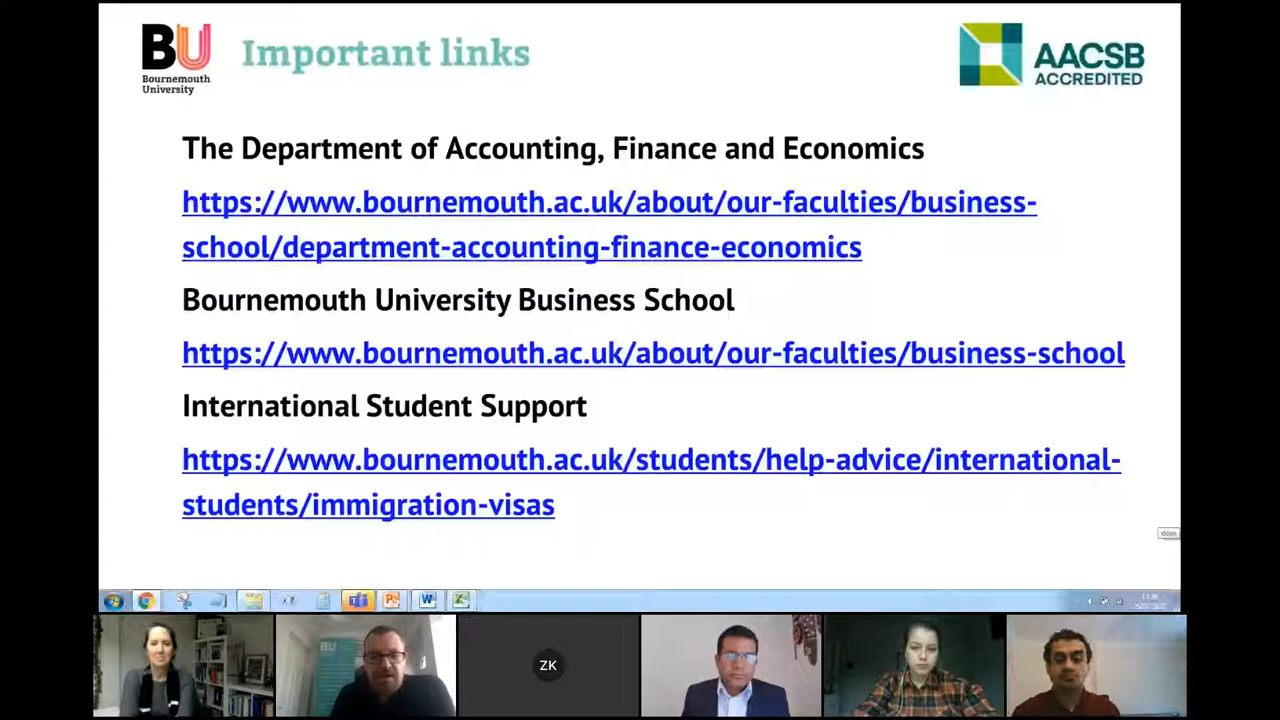 BU
Bournemouth
University
Important links
AACSB
ACCREDITED
The Department of Accounting, Finance and Economics
https://www.bournemouth.ac.uk/about/our-faculties/business-
school/department-accounting-finance-economics
Bournemouth University Business School
https://www.bournemouth.ac.uk/about/our-faculties/business-school
International Student Support
https://www.bournemouth.ac.uk/students/help-advice/international-
students/immigration-visas
BU
ZK